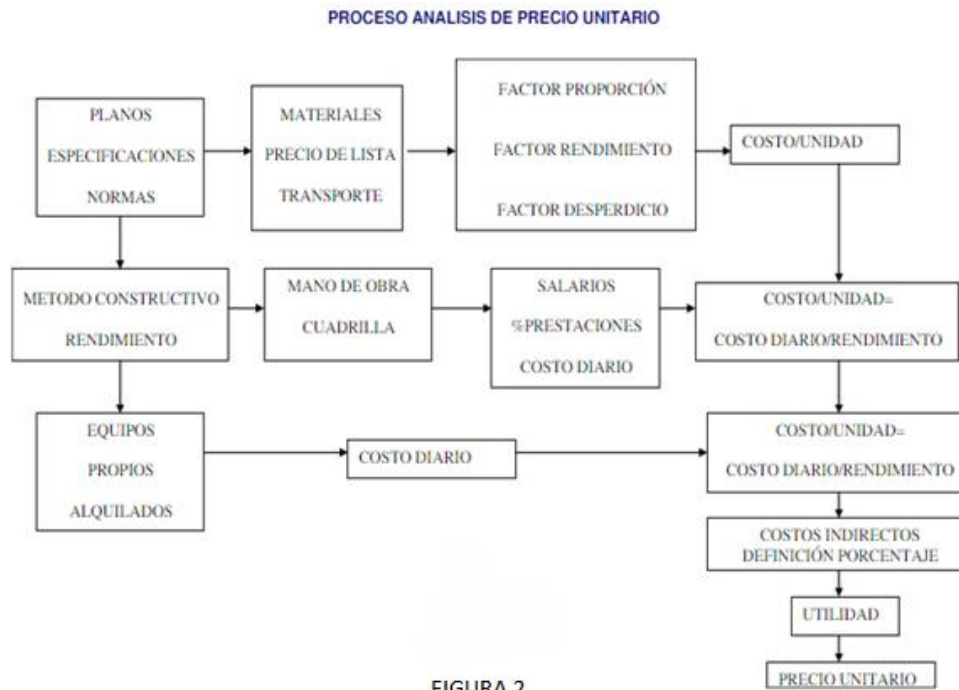 PROCESO ANALISIS DE PRECIO UNITARIO
PLANOS
ESPECIFICACIONES
NORMAS
MATERIALES
PRECIO DE LISTA
TRANSPORTE
FACTOR PROPORCIÓN
FACTOR RENDIMIENTO
FACTOR DESPERDICIO
COSTO/UNIDAD
METODO CONSTRUCTIVO
RENDIMIENTO
MANO DE OBRA
CUADRILLA
SALARIOS
%PRESTACIONES
COSTO DIARIO
COSTO/UNIDAD=
COSTO DIARIO/RENDIMIENTO
EQUIPOS
PROPIOS
ALQUILADOS
COSTO DIARIO
COSTO/UNIDAD=
COSTO DIARIO/RENDIMIENTO
COSTOS INDIRECTOS
DEFINICIÓN PORCENTAJE
UTILIDAD
PRECIO UNITARIO
FIGURA 2